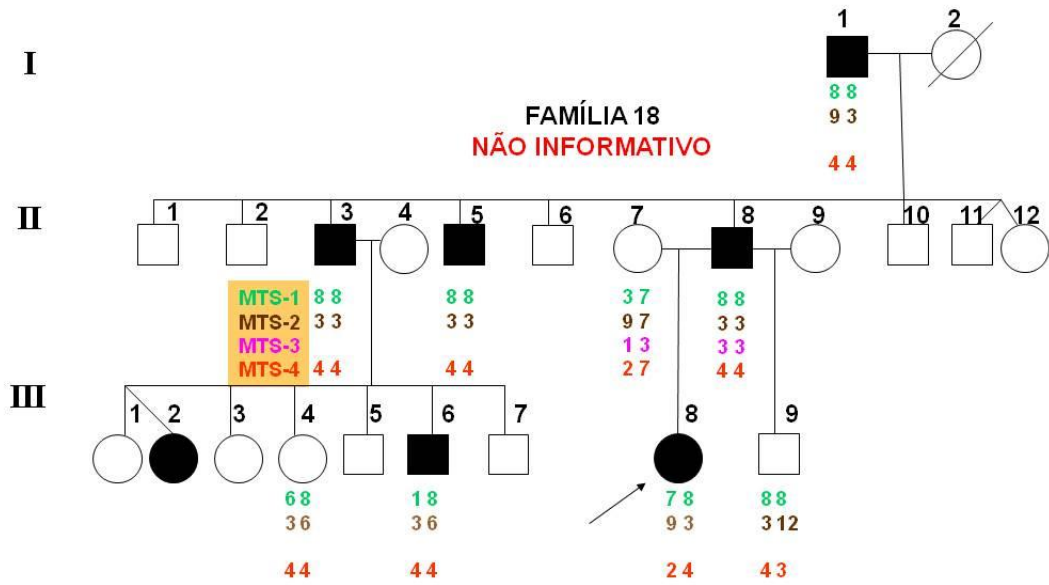 1 2
I
8 8
9 3
4 4
FAMÍLIA 18
NÃO INFORMATIVO
II
1 2 3 4 5 6 7 8 9 10 11 12
MTS-1 8 8 8 8 3 7 8 8
MTS-2 3 3 3 3 9 7 3 3
MTS-3 1 3 3 3
MTS-4 4 4 4 4 2 7 4 4
III
1 2 3 4 5 6 7 8 9
6 8 1 8 7 8 8 8
3 6 3 6 9 3 3 12
4 4 4 4 2 4 4 3